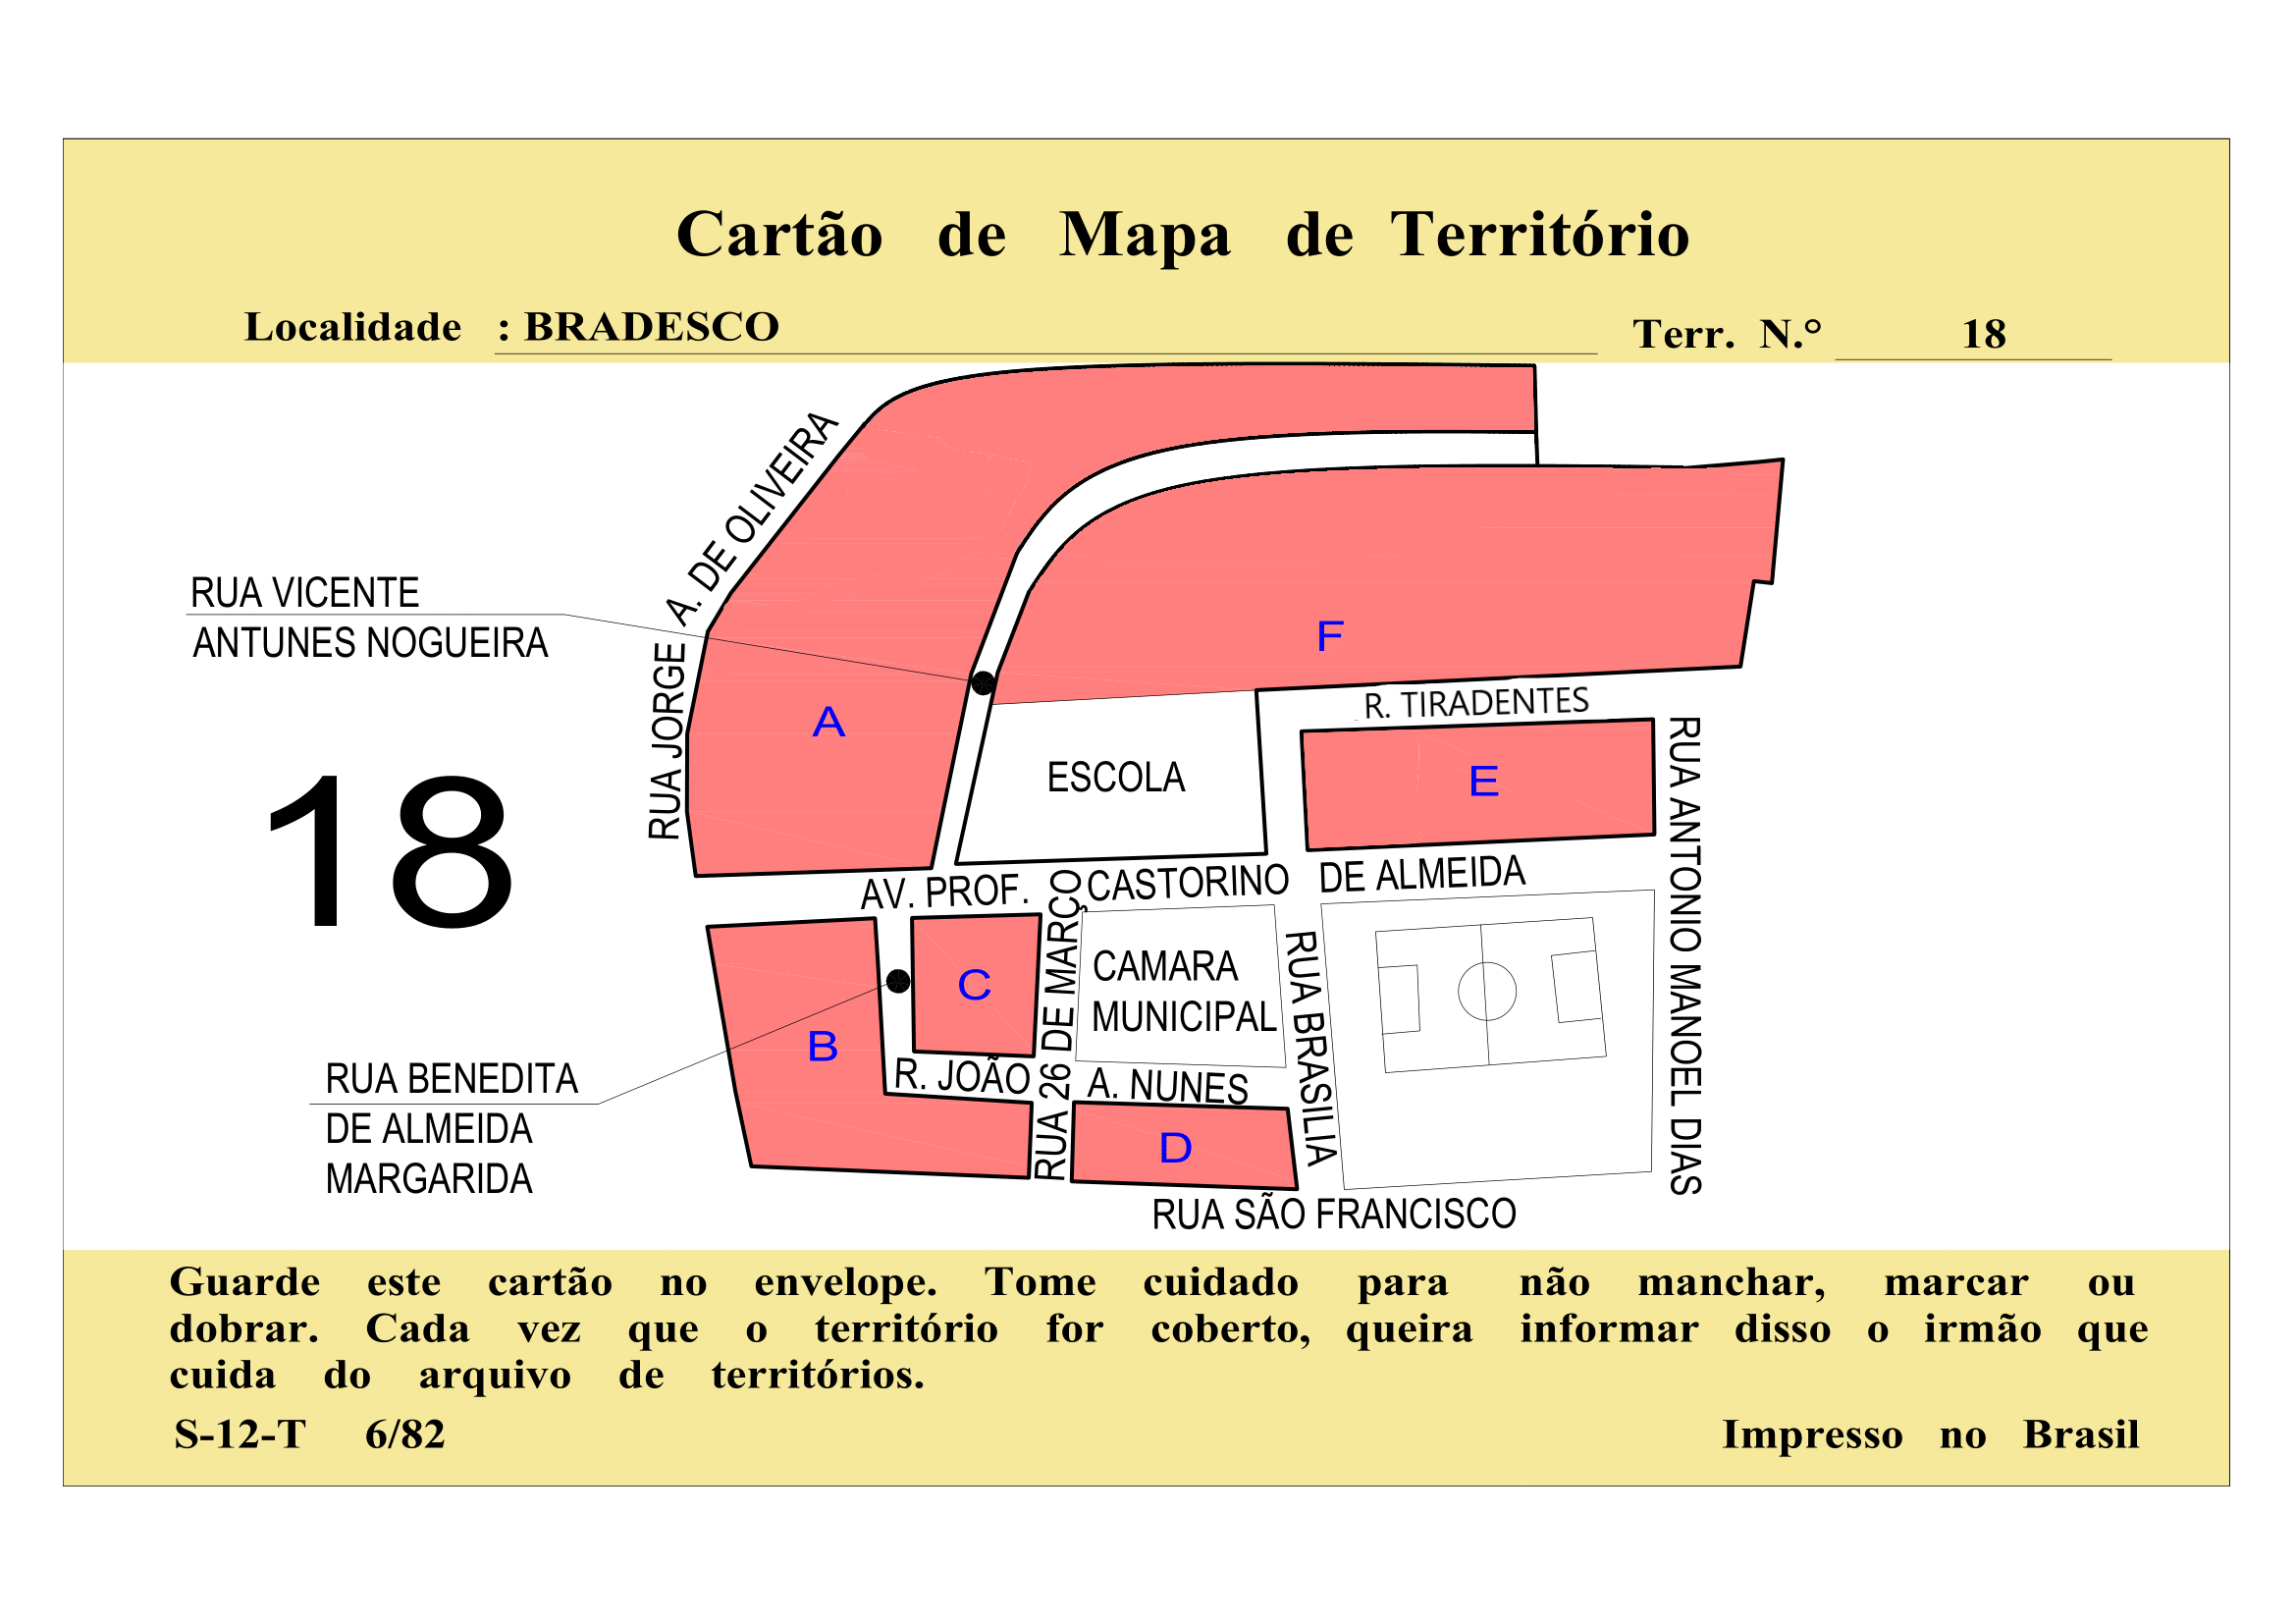 Cartão de Mapa de Território
Localidade : BRADESCO
Terr. N.° 18
RUA JORGE A. DE OLIVEIRA
RUA VICENTE
ANTUNES NOGUEIRA
F
A
R. TIRADENTES
18
ESCOLA
E
RUA ANTONIO MANOEL DIAS
AV. PROF. CASTORINO DE ALMEIDA
RUA 26 DE MARÇO
C
CAMARA
MUNICIPAL
RUA BRASILIA
B
RUA BENEDITA
DE ALMEIDA
MARGARIDA
R. JOÃO A. NUNES
D
RUA SÃO FRANCISCO
Guarde este cartão no envelope. Tome cuidado para não manchar, marcar ou
dobrar. Cada vez que o território for coberto, queira informar disso o irmão que
cuida do arquivo de territórios.
S-12-T 6/82
Impresso no Brasil